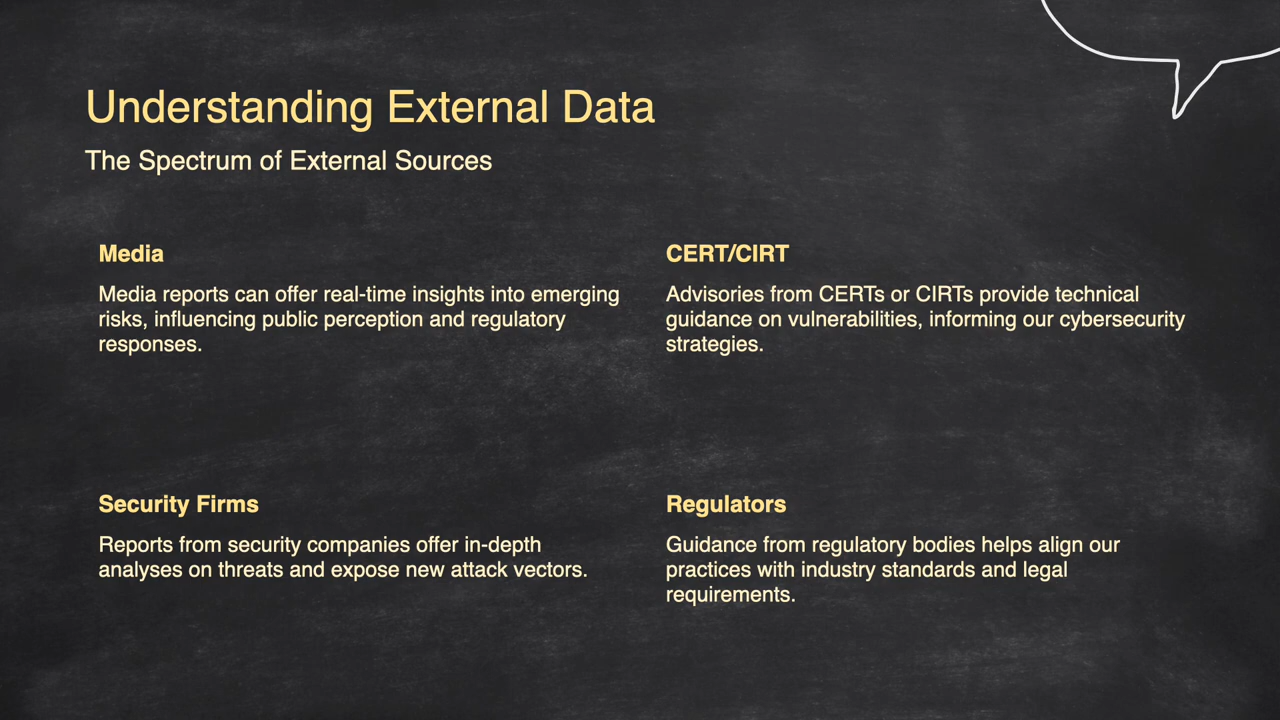 Understanding External Data
The Spectrum of External Sources
Media
Media reports can offer real-time insights into emerging
risks, influencing public perception and regulatory
responses.
CERT/CIRT
Advisories from CERTs or CIRTs provide technical
guidance on vulnerabilities, informing our cybersecurity
strategies.
Security Firms
Reports from security companies offer in-depth
analyses on threats and expose new attack vectors.
Regulators
Guidance from regulatory bodies helps align our
practices with industry standards and legal
requirements.